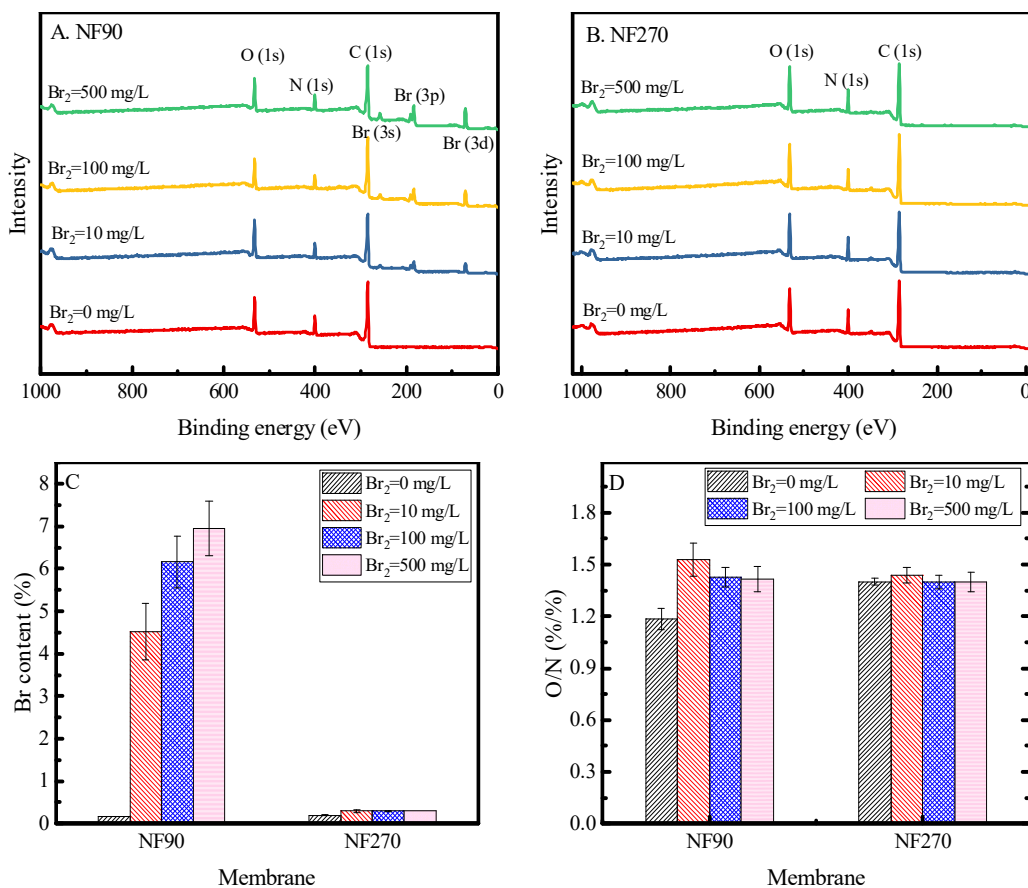 A. NF90
O (1s)
N (1s)
C (1s)
Br (3p)
Br (3s)
Br (3d)
Br₂=500 mg/L
Br₂=100 mg/L
Br₂=10 mg/L
Br₂=0 mg/L
Intensity
1000 800 600 400 200 0
Binding energy (eV)
B. NF270
O (1s)
N (1s)
C (1s)
Br₂=500 mg/L
Br₂=100 mg/L
Br₂=10 mg/L
Br₂=0 mg/L
Intensity
1000 800 600 400 200 0
Binding energy (eV)
C
Br₂=0 mg/L
Br₂=10 mg/L
Br₂=100 mg/L
Br₂=500 mg/L
Br content (%)
8
7
6
5
4
3
2
1
0
NF90 NF270
Membrane
D
Br₂=0 mg/L Br₂=10 mg/L
Br₂=100 mg/L Br₂=500 mg/L
O/N (%/%)
1.8
1.5
1.2
0.9
0.6
0.3
0.0
NF90 NF270
Membrane